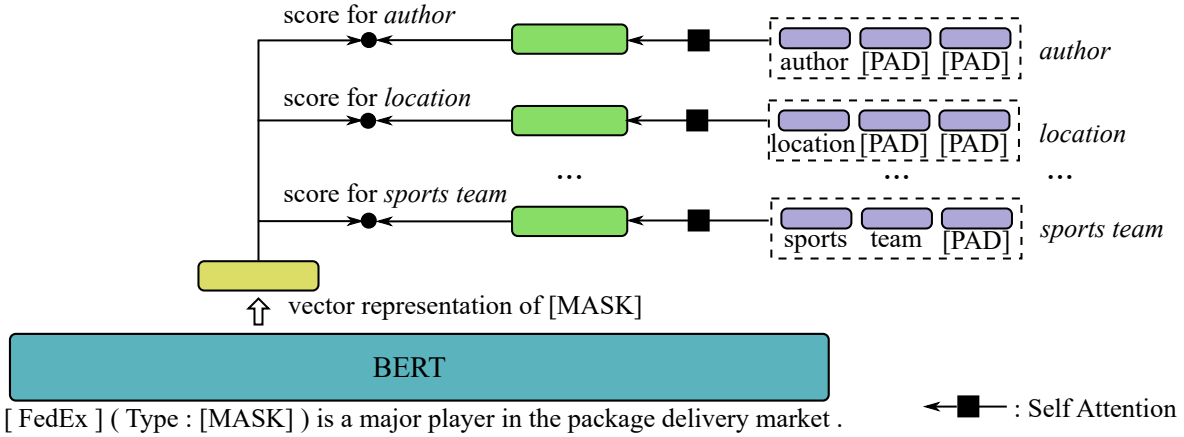 score for author
author [PAD] [PAD]
author
score for location
location [PAD] [PAD]
location
... ... ...
score for sports team
sports team [PAD]
sports team
vector representation of [MASK]
BERT
[ FedEx ] ( Type : [MASK] ) is a major player in the package delivery market .
: Self Attention